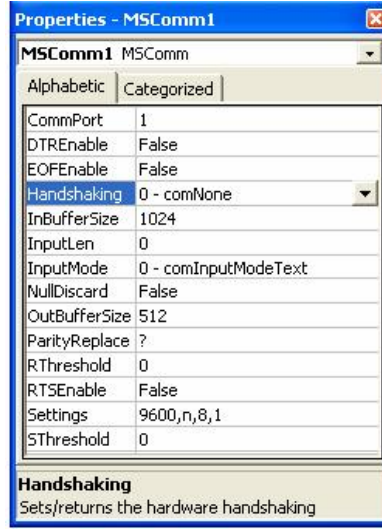 Properties - MSComm1
MSComm1 MSComm
Alphabetic Categorized
CommPort 1
DTREnable False
EOFEnable False
Handshaking 0 - comNone
InBufferSize 1024
InputLen 0
InputMode 0 - comInputModeText
NullDiscard False
OutBufferSize 512
ParityReplace ?
RThreshold 0
RTSEnable False
Settings 9600,n,8,1
SThreshold 0
Handshaking
Sets/returns the hardware handshaking